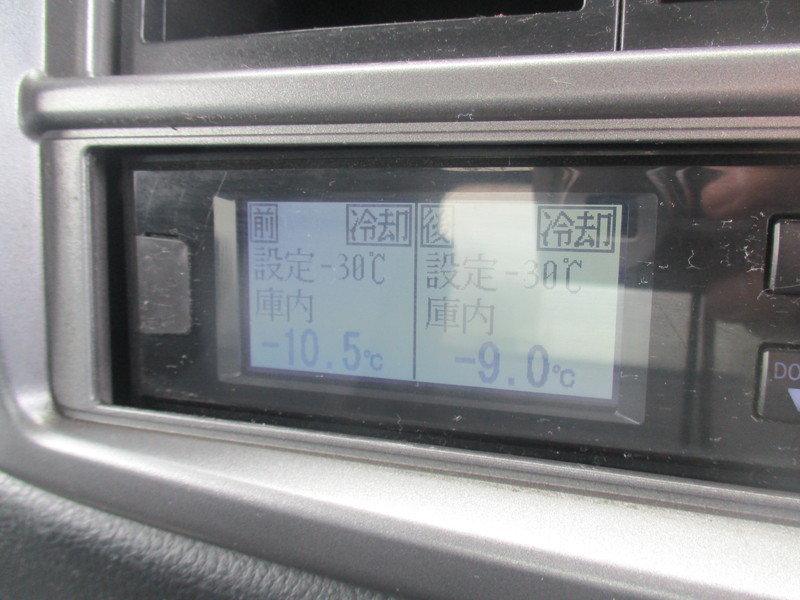 前 冷却
設定-30℃
庫内
-10.5℃
後 冷却
設定-30℃
庫内
-9.0℃
DO